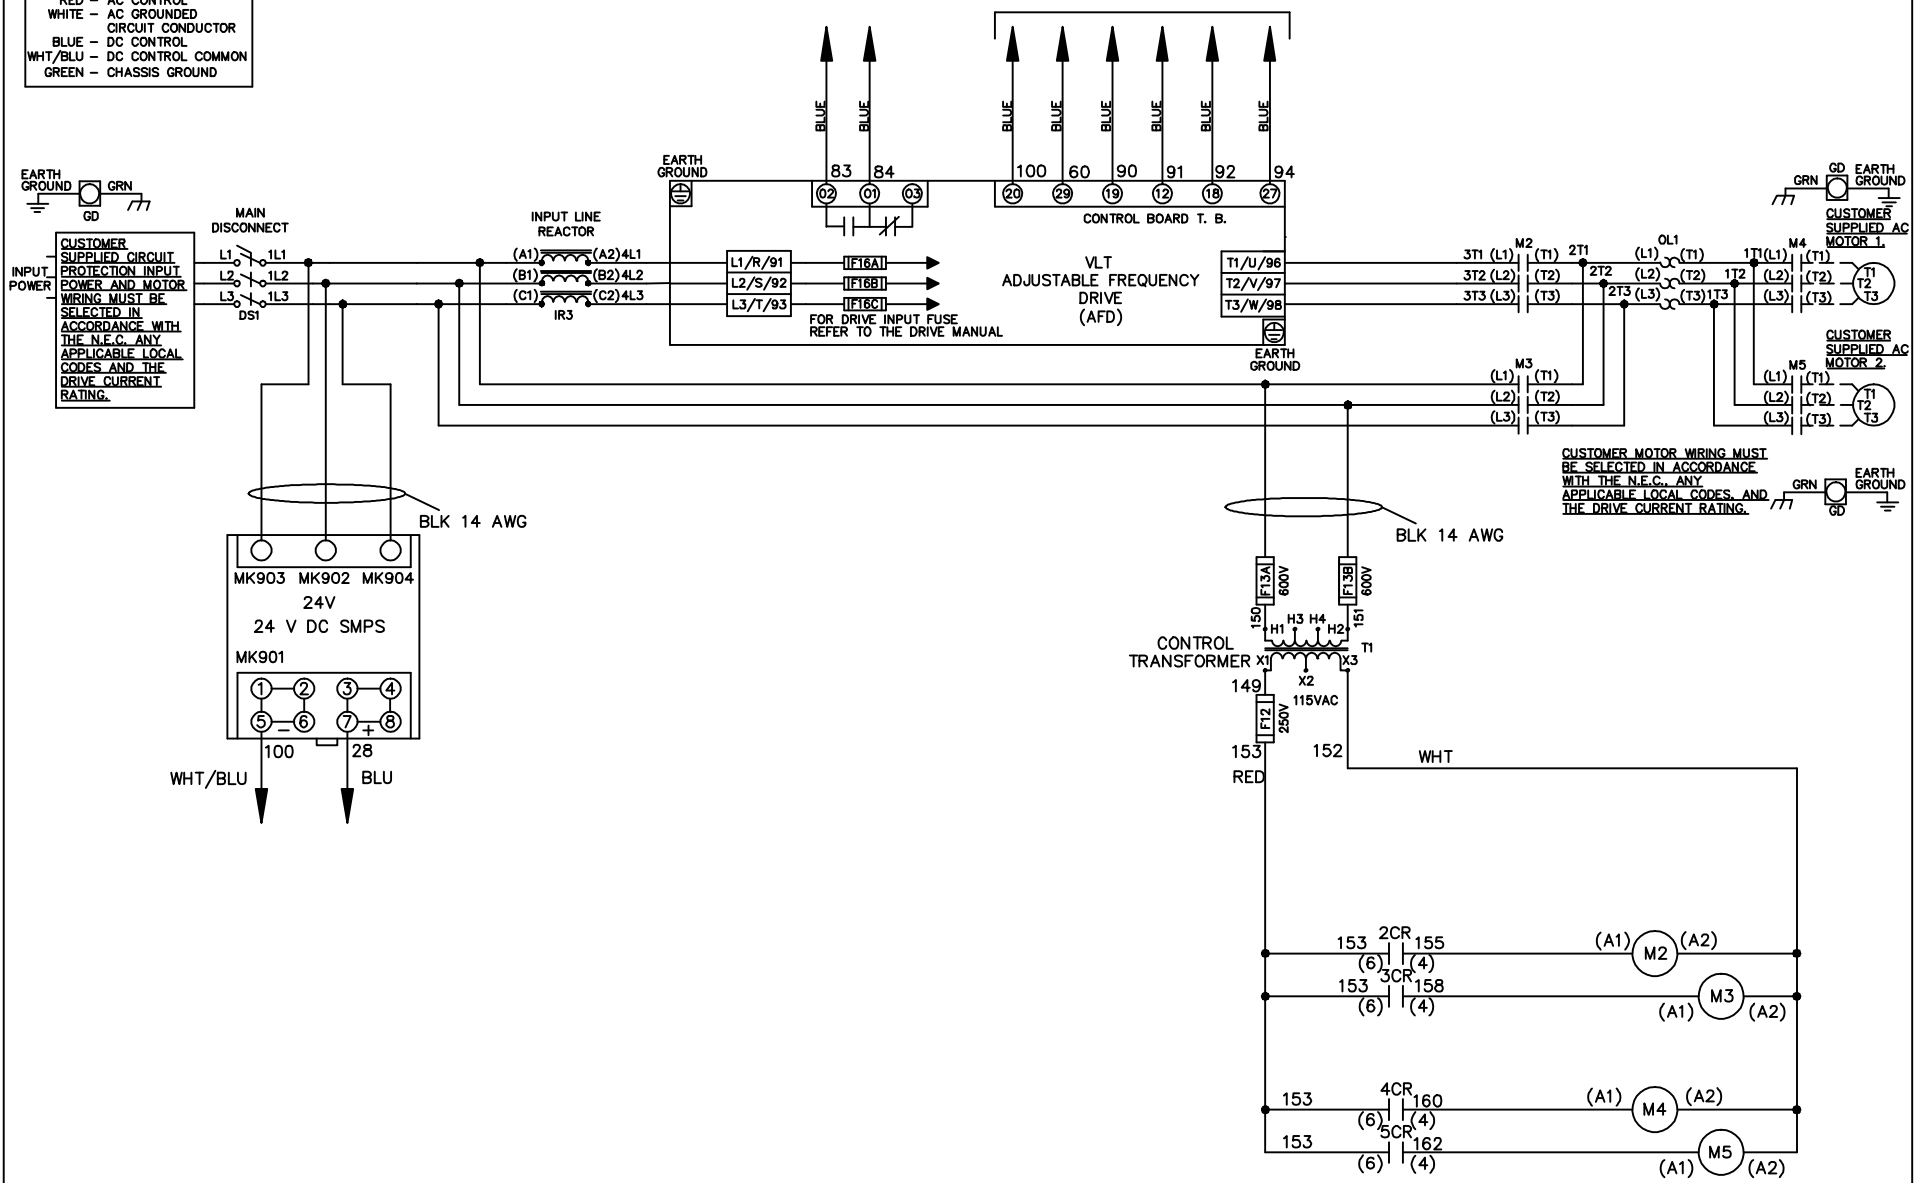 RED – AC CONTROL
WHITE – AC GROUNDED
CIRCUIT CONDUCTOR
BLUE – DC CONTROL
WHT/BLU – DC CONTROL COMMON
GREEN – CHASSIS GROUND
BLUE
BLUE
BLUE
BLUE
BLUE
BLUE
BLUE
BLUE
EARTH
GROUND
GRN
GD
MAIN
DISCONNECT
INPUT LINE
REACTOR
EARTH
GROUND
83 84
02 01 03
100 60 90 91 92 94
20 29 19 12 18 27
CONTROL BOARD T. B.
GRN GD EARTH
GROUND
CUSTOMER
SUPPLIED AC
MOTOR 1.
INPUT
POWER
CUSTOMER
SUPPLIED CIRCUIT
PROTECTION INPUT
POWER AND MOTOR
WIRING MUST BE
SELECTED IN
ACCORDANCE WITH
THE N.E.C. ANY
APPLICABLE LOCAL
CODES AND THE
DRIVE CURRENT
RATING.
L1 1L1
L2 1L2
L3 1L3
DS1
(A1) (A2) 4L1
(B1) (B2) 4L2
(C1) (C2) 4L3
IR3
L1/R/91 F16A
L2/S/92 F16B
L3/T/93 F16C
FOR DRIVE INPUT FUSE
REFER TO THE DRIVE MANUAL
VLT
ADJUSTABLE FREQUENCY
DRIVE
(AFD)
T1/U/96
T2/V/97
T3/W/98
EARTH
GROUND
M2
3T1 (L1) (T1) 2T1
3T2 (L2) (T2) 2T2
3T3 (L3) (T3) 2T3
OL1
(L1) (T1) 1T1
(L2) (T2) 1T2
(L3) (T3) 1T3
M4
(L1) (T1)
(L2) (T2)
(L3) (T3)
T1
T2
T3
CUSTOMER
SUPPLIED AC
MOTOR 2.
M3
(L1) (T1)
(L2) (T2)
(L3) (T3)
M5
(L1) (T1)
(L2) (T2)
(L3) (T3)
T1
T2
T3
CUSTOMER MOTOR WIRING MUST
BE SELECTED IN ACCORDANCE
WITH THE N.E.C., ANY
APPLICABLE LOCAL CODES, AND
THE DRIVE CURRENT RATING.
GRN GD EARTH
GROUND
BLK 14 AWG
BLK 14 AWG
MK903 MK902 MK904
24V
24 V DC SMPS
MK901
1 2 3 4
5 – 6 7 + 8
100 28
WHT/BLU BLU
F13A 600V F13B 600V
150 151
H1 H3 H4 H2
T1
CONTROL
TRANSFORMER
X1 X2 X3
149 115VAC
F12 250V
153 152 WHT
RED
2CR
153 155 (A1) M2 (A2)
(6) (4)
3CR
153 158 M3
(6) (4) (A1) (A2)
4CR
153 160 (A1) M4 (A2)
(6) (4)
5CR
153 162 M5
(6) (4) (A1) (A2)